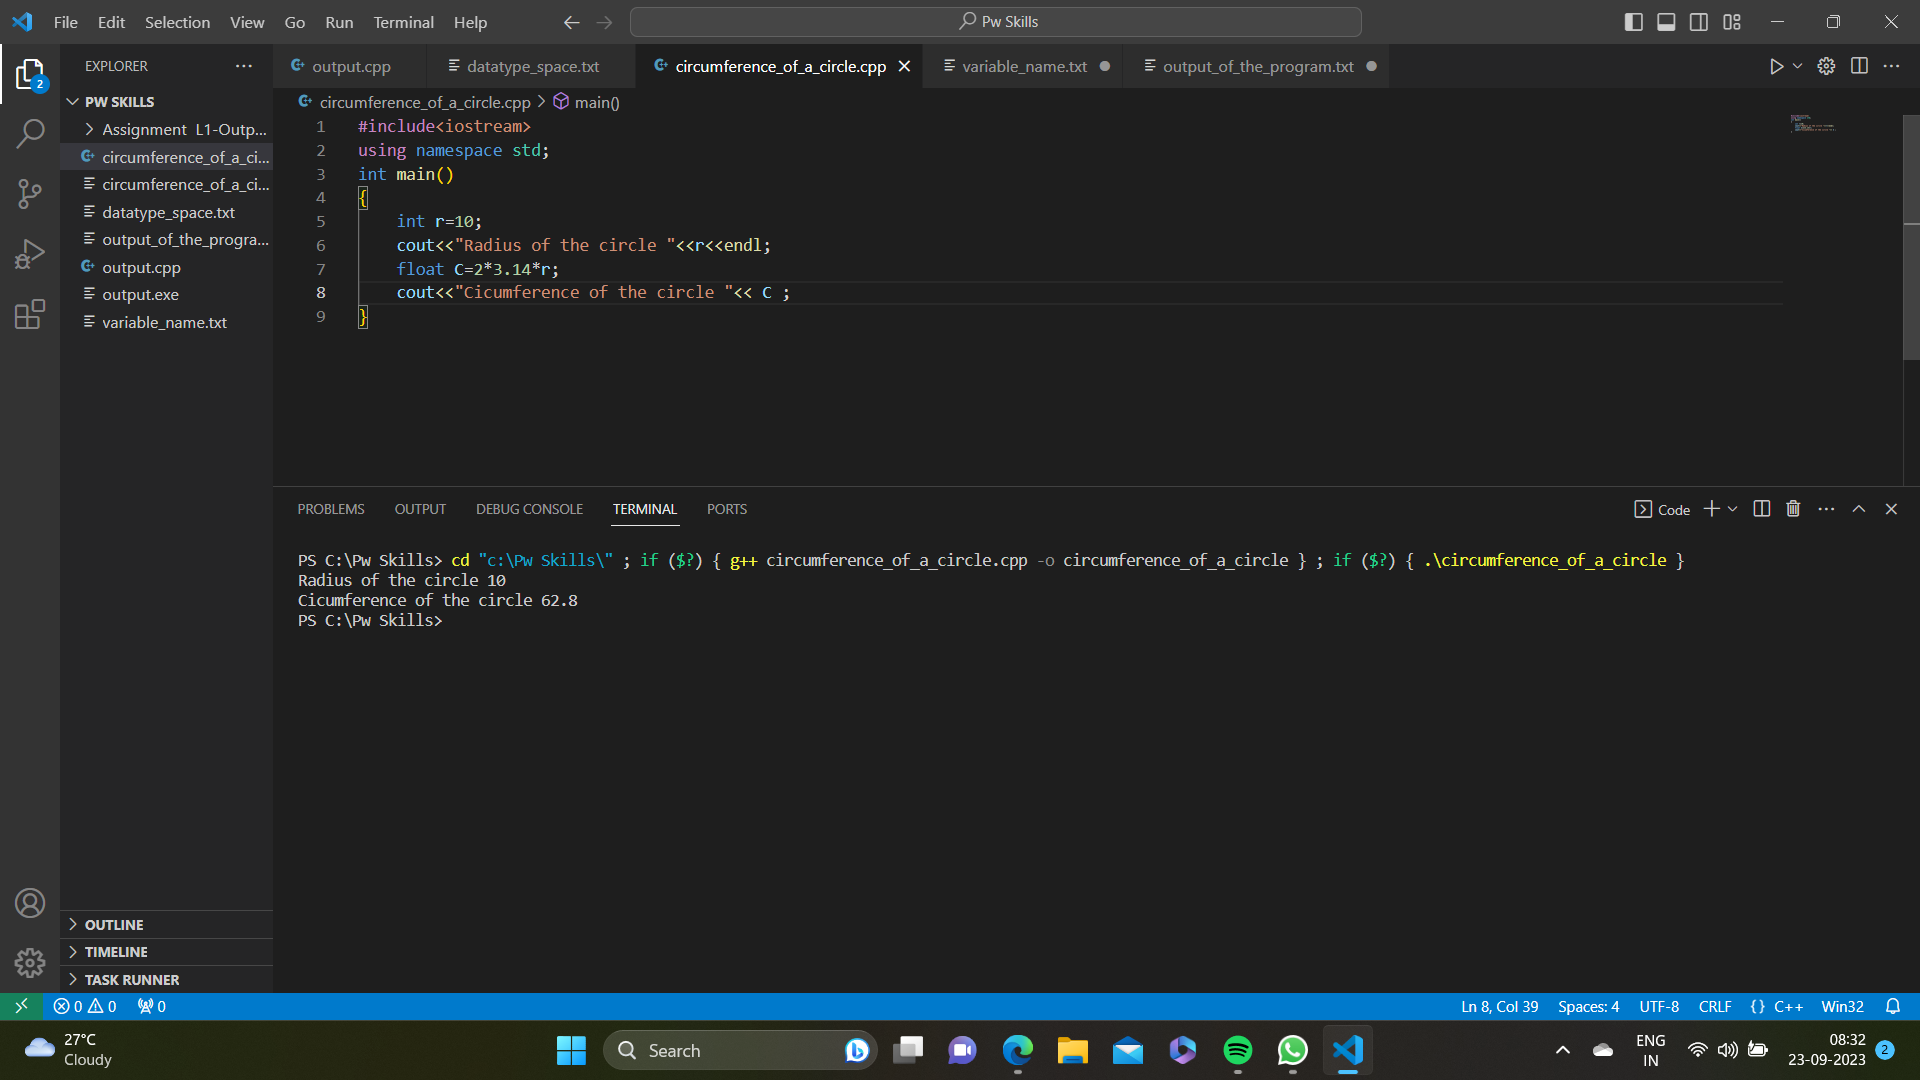 File Edit Selection View Go Run Terminal Help
Pw Skills
EXPLORER
output.cpp
datatype_space.txt
circumference_of_a_circle.cpp
variable_name.txt
output_of_the_program.txt
2
PW SKILLS
Assignment L1-Outp...
circumference_of_a_ci...
circumference_of_a_ci...
datatype_space.txt
output_of_the_progra...
output.cpp
output.exe
variable_name.txt
circumference_of_a_circle.cpp > main()
1 #include<iostream>
2 using namespace std;
3 int main()
4 {
5 int r=10;
6 cout<<"Radius of the circle "<<r<<endl;
7 float C=2*3.14*r;
8 cout<<"Cicumference of the circle "<< C ;
9 }
PROBLEMS OUTPUT DEBUG CONSOLE TERMINAL PORTS
Code
PS C:\Pw Skills> cd "c:\Pw Skills\" ; if ($?) { g++ circumference_of_a_circle.cpp -o circumference_of_a_circle } ; if ($?) { .\circumference_of_a_circle }
Radius of the circle 10
Cicumference of the circle 62.8
PS C:\Pw Skills>
OUTLINE
TIMELINE
TASK RUNNER
0 0 0
Ln 8, Col 39 Spaces: 4 UTF-8 CRLF {} C++ Win32
27°C
Cloudy
Search
ENG
IN
08:32
23-09-2023
2